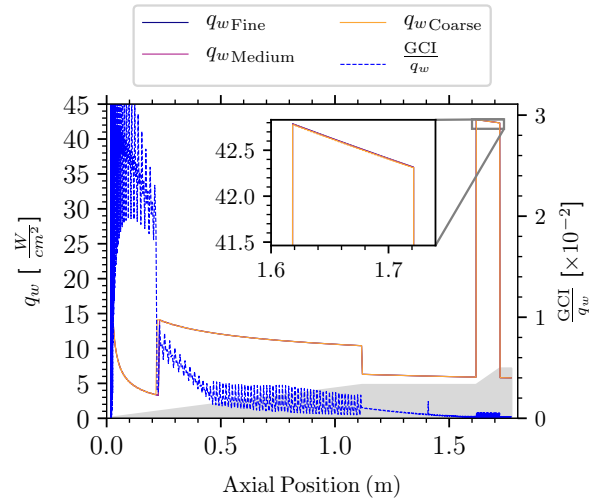 q_w Fine
q_w Coarse
q_w Medium
GCI/q_w
45
40
35
30
25
20
15
10
5
0
q_w [W/cm²]
42.5
42.0
41.5
1.6 1.7
3
2
1
0
GCI/q_w [×10⁻²]
0.0 0.5 1.0 1.5
Axial Position (m)